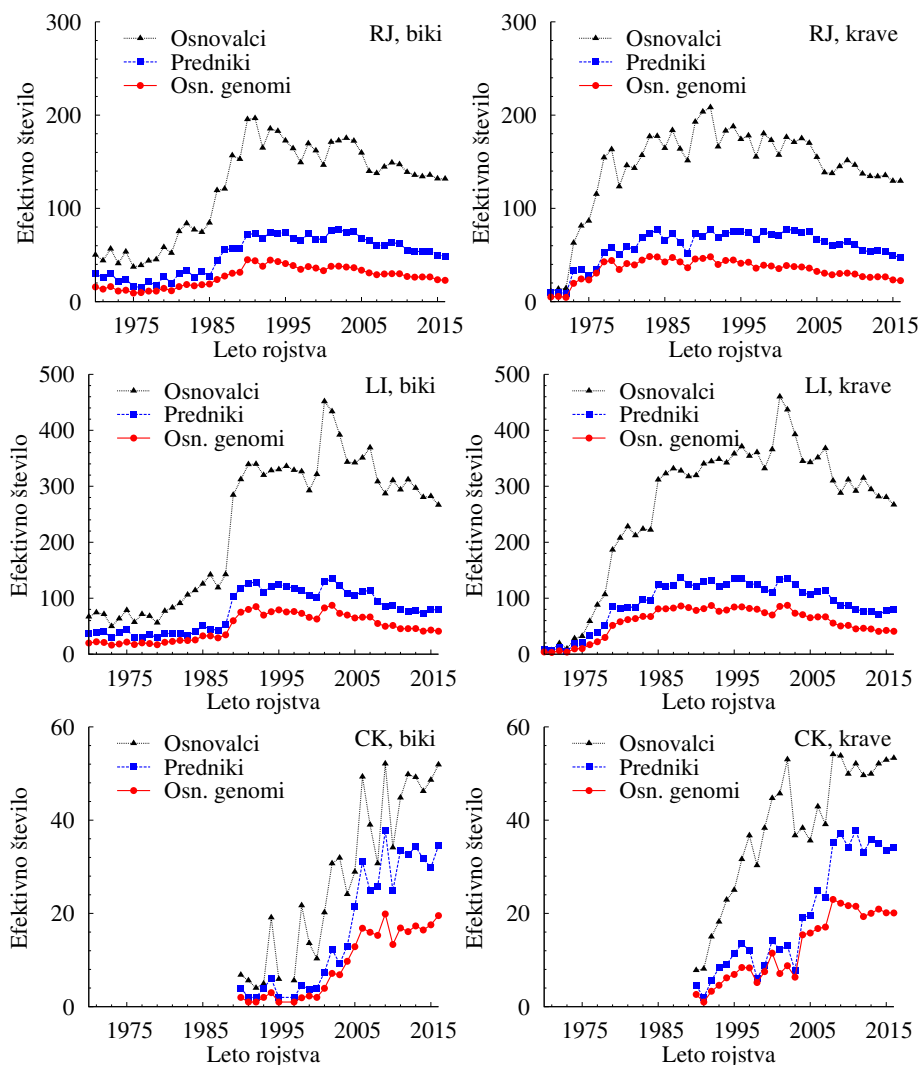 RJ, biki
Osnovalci
Predniki
Osn. genomi
Efektivno število
300
200
100
0
1975 1985 1995 2005 2015
Leto rojstva
RJ, krave
Osnovalci
Predniki
Osn. genomi
Efektivno število
300
200
100
0
1975 1985 1995 2005 2015
Leto rojstva
LI, biki
Osnovalci
Predniki
Osn. genomi
Efektivno število
500
400
300
200
100
0
1975 1985 1995 2005 2015
Leto rojstva
LI, krave
Osnovalci
Predniki
Osn. genomi
Efektivno število
500
400
300
200
100
0
1975 1985 1995 2005 2015
Leto rojstva
CK, biki
Osnovalci
Predniki
Osn. genomi
Efektivno število
60
40
20
0
1975 1985 1995 2005 2015
Leto rojstva
CK, krave
Osnovalci
Predniki
Osn. genomi
Efektivno število
60
40
20
0
1975 1985 1995 2005 2015
Leto rojstva